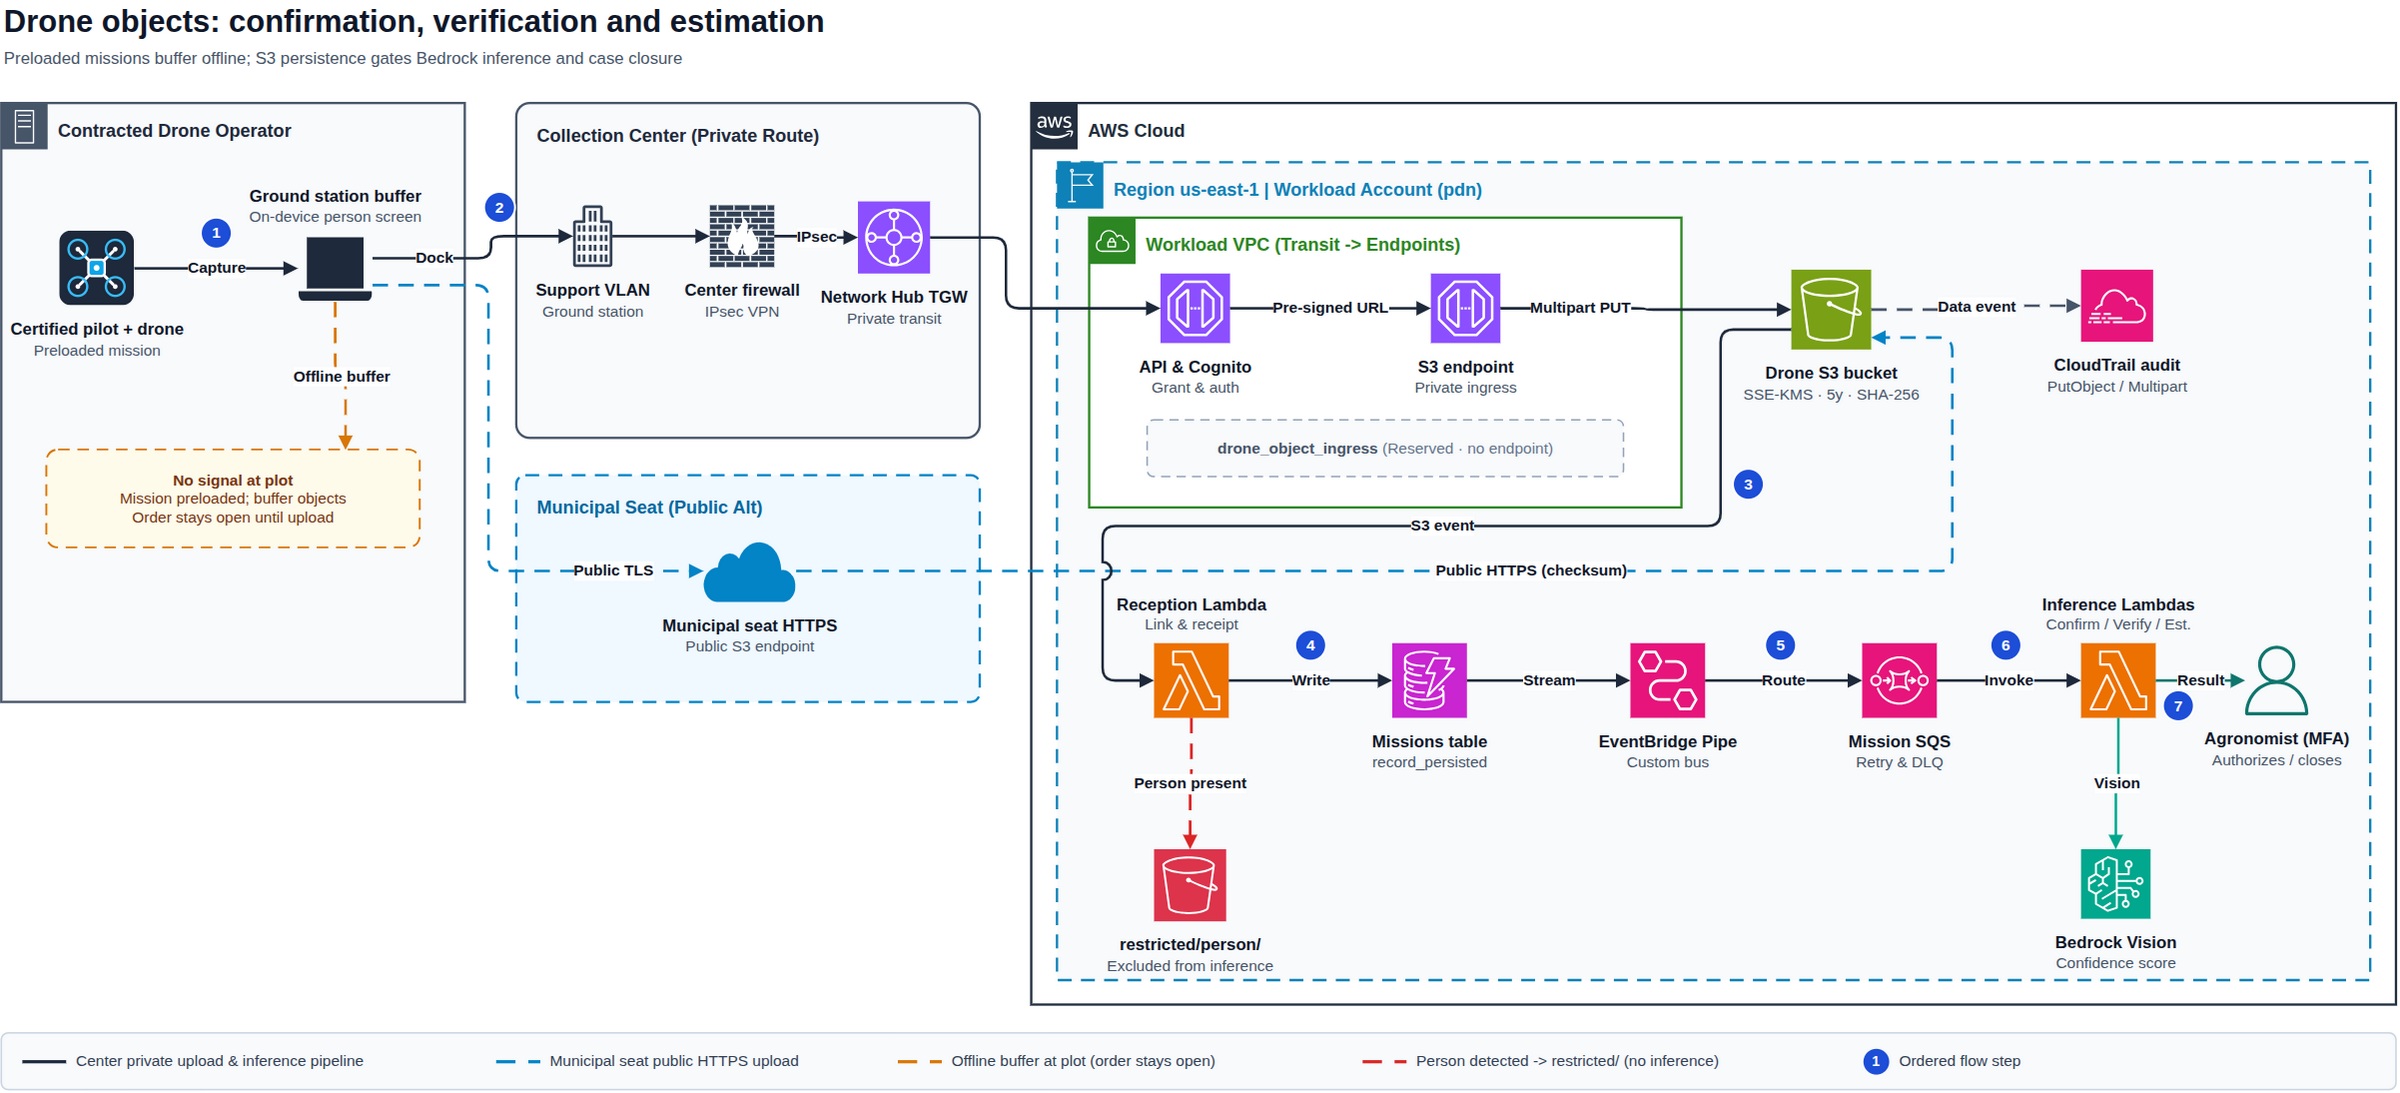 Drone objects: confirmation, verification and estimation
Preloaded missions buffer offline; S3 persistence gates Bedrock inference and case closure
Contracted Drone Operator
Ground station buffer
On-device person screen
1
Capture
Dock
Certified pilot + drone
Preloaded mission
Offline buffer
No signal at plot
Mission preloaded; buffer objects
Order stays open until upload
2
Collection Center (Private Route)
IPsec
Support VLAN
Ground station
Center firewall
IPsec VPN
Network Hub TGW
Private transit
Municipal Seat (Public Alt)
Public TLS
Municipal seat HTTPS
Public S3 endpoint
aws
AWS Cloud
Region us-east-1 | Workload Account (pdn)
Workload VPC (Transit -> Endpoints)
Pre-signed URL
Multipart PUT
API & Cognito
Grant & auth
S3 endpoint
Private ingress
drone_object_ingress (Reserved · no endpoint)
Data event
Drone S3 bucket
SSE-KMS · 5y · SHA-256
CloudTrail audit
PutObject / Multipart
3
S3 event
Public HTTPS (checksum)
Reception Lambda
Link & receipt
4
Write
Missions table
record_persisted
Stream
EventBridge Pipe
Custom bus
5
Route
Mission SQS
Retry & DLQ
6
Invoke
Inference Lambdas
Confirm / Verify / Est.
Result
7
Agronomist (MFA)
Authorizes / closes
Person present
restricted/person/
Excluded from inference
Vision
Bedrock Vision
Confidence score
Center private upload & inference pipeline
Municipal seat public HTTPS upload
Offline buffer at plot (order stays open)
Person detected -> restricted/ (no inference)
1
Ordered flow step